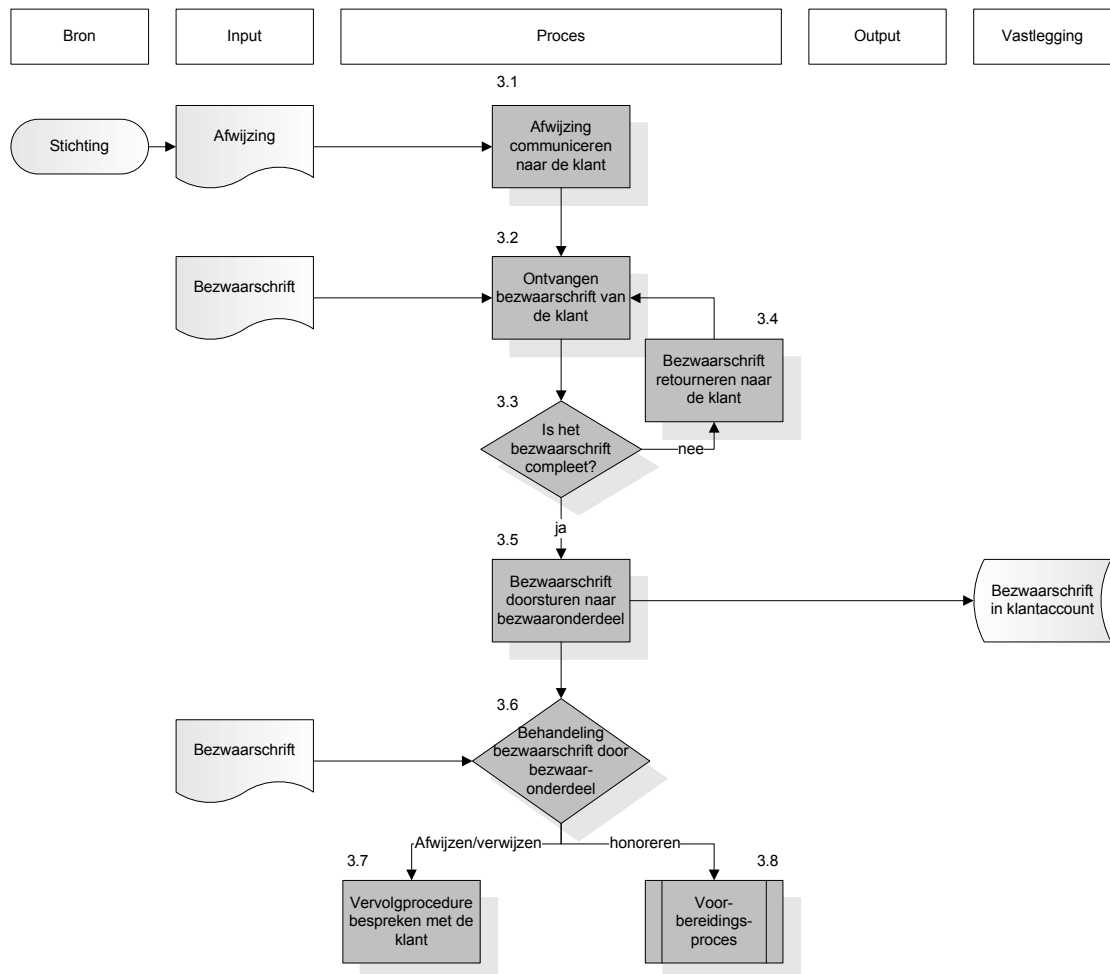 Bron
Input
Proces
Output
Vastlegging
3.1
Stichting
Afwijzing
Afwijzing
communiceren
naar de klant
3.2
Bezwaarschrift
Ontvangen
bezwaarschrift van
de klant
3.4
Bezwaarschrift
retourneren naar
de klant
3.3
Is het
bezwaarschrift
compleet?
nee
ja
3.5
Bezwaarschrift
doorsturen naar
bezwaaronderdeel
Bezwaarschrift
in klantaccount
3.6
Bezwaarschrift
Behandeling
bezwaarschrift door
bezwaar-
onderdeel
Afwijzen/verwijzen
honoreren
3.7
Vervolgprocedure
bespreken met de
klant
3.8
Voor-
bereidings-
proces